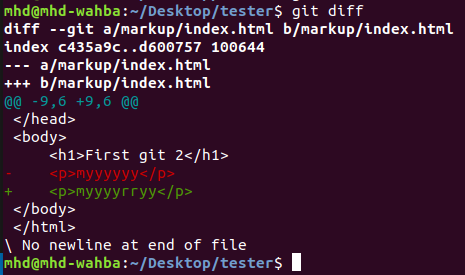 mhd@mhd-wahba:~/Desktop/tester$ git diff
diff --git a/markup/index.html b/markup/index.html
index c435a9c..d600757 100644
--- a/markup/index.html
+++ b/markup/index.html
@@ -9,6 +9,6 @@
 </head>
 <body>
     <h1>First git 2</h1>
-    <p>myyyyyy</p>
+    <p>myyyyrryy</p>
 </body>
 </html>
\ No newline at end of file
mhd@mhd-wahba:~/Desktop/tester$